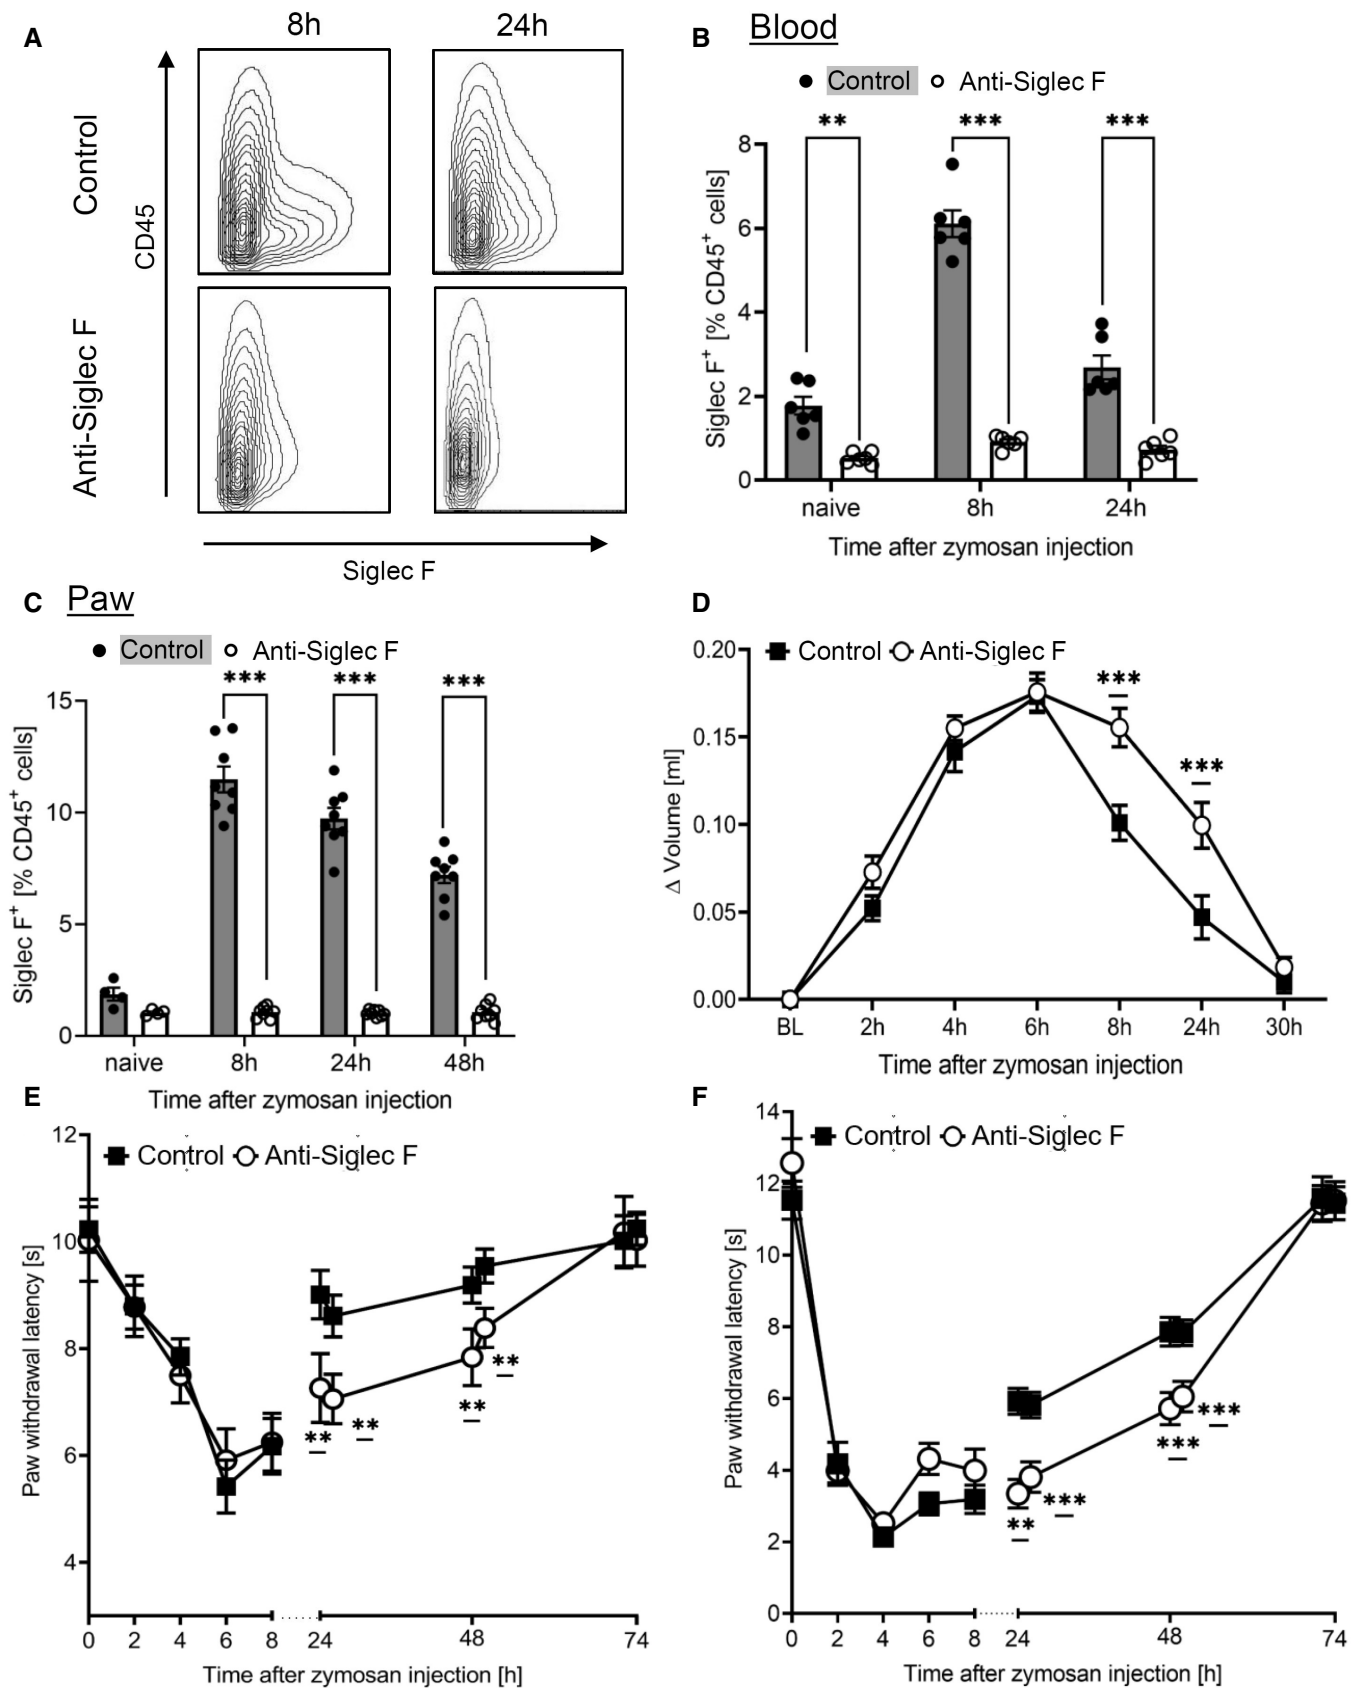 A
8h
24h
Control
Anti-Siglec F
CD45
Siglec F
B
Blood
Control
Anti-Siglec F
**
***
***
8
6
4
2
0
Siglec F+ [% CD45+ cells]
naive
8h
24h
Time after zymosan injection
C
Paw
Control
Anti-Siglec F
***
***
***
15
10
5
0
Siglec F+ [% CD45+ cells]
naive
8h
24h
48h
Time after zymosan injection
D
Control
Anti-Siglec F
***
***
0.20
0.15
0.10
0.05
0.00
Δ Volume [ml]
BL
2h
4h
6h
8h
24h
30h
Time after zymosan injection
E
Control
Anti-Siglec F
12
10
8
6
4
Paw withdrawal latency [s]
**
**
**
**
0
2
4
6
8
24
48
74
Time after zymosan injection [h]
F
Control
Anti-Siglec F
14
12
10
8
6
4
2
0
Paw withdrawal latency [s]
**
***
***
***
0
2
4
6
8
24
48
74
Time after zymosan injection [h]